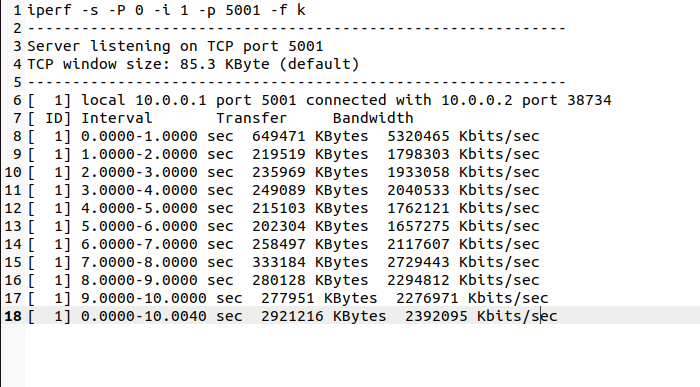 1 iperf -s -P 0 -i 1 -p 5001 -f k
2 ------------------------------------------------------------
3 Server listening on TCP port 5001
4 TCP window size: 85.3 KByte (default)
5 ------------------------------------------------------------
6 [  1] local 10.0.0.1 port 5001 connected with 10.0.0.2 port 38734
7 [ ID] Interval       Transfer     Bandwidth
8 [  1] 0.0000-1.0000 sec  649471 KBytes  5320465 Kbits/sec
9 [  1] 1.0000-2.0000 sec  219519 KBytes  1798303 Kbits/sec
10 [  1] 2.0000-3.0000 sec  235969 KBytes  1933058 Kbits/sec
11 [  1] 3.0000-4.0000 sec  249089 KBytes  2040533 Kbits/sec
12 [  1] 4.0000-5.0000 sec  215103 KBytes  1762121 Kbits/sec
13 [  1] 5.0000-6.0000 sec  202304 KBytes  1657275 Kbits/sec
14 [  1] 6.0000-7.0000 sec  258497 KBytes  2117607 Kbits/sec
15 [  1] 7.0000-8.0000 sec  333184 KBytes  2729443 Kbits/sec
16 [  1] 8.0000-9.0000 sec  280128 KBytes  2294812 Kbits/sec
17 [  1] 9.0000-10.0000 sec  277951 KBytes  2276971 Kbits/sec
18 [  1] 0.0000-10.0040 sec  2921216 KBytes  2392095 Kbits/sec